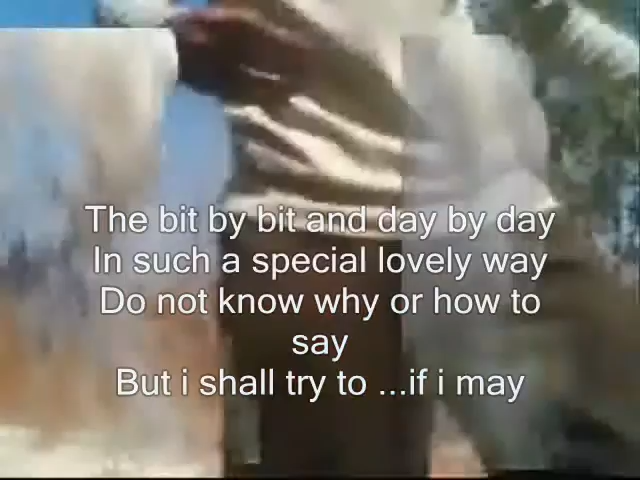 The bit by bit and day by day
In such a special lovely way
Do not know why or how to
say
But i shall try to ...if i may